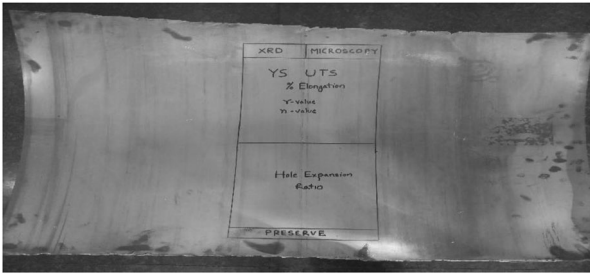 XRD MICROSCOPY
YS UTS
% Elongation
r-value
n-value
Hole Expansion
Ratio
PRESERVE